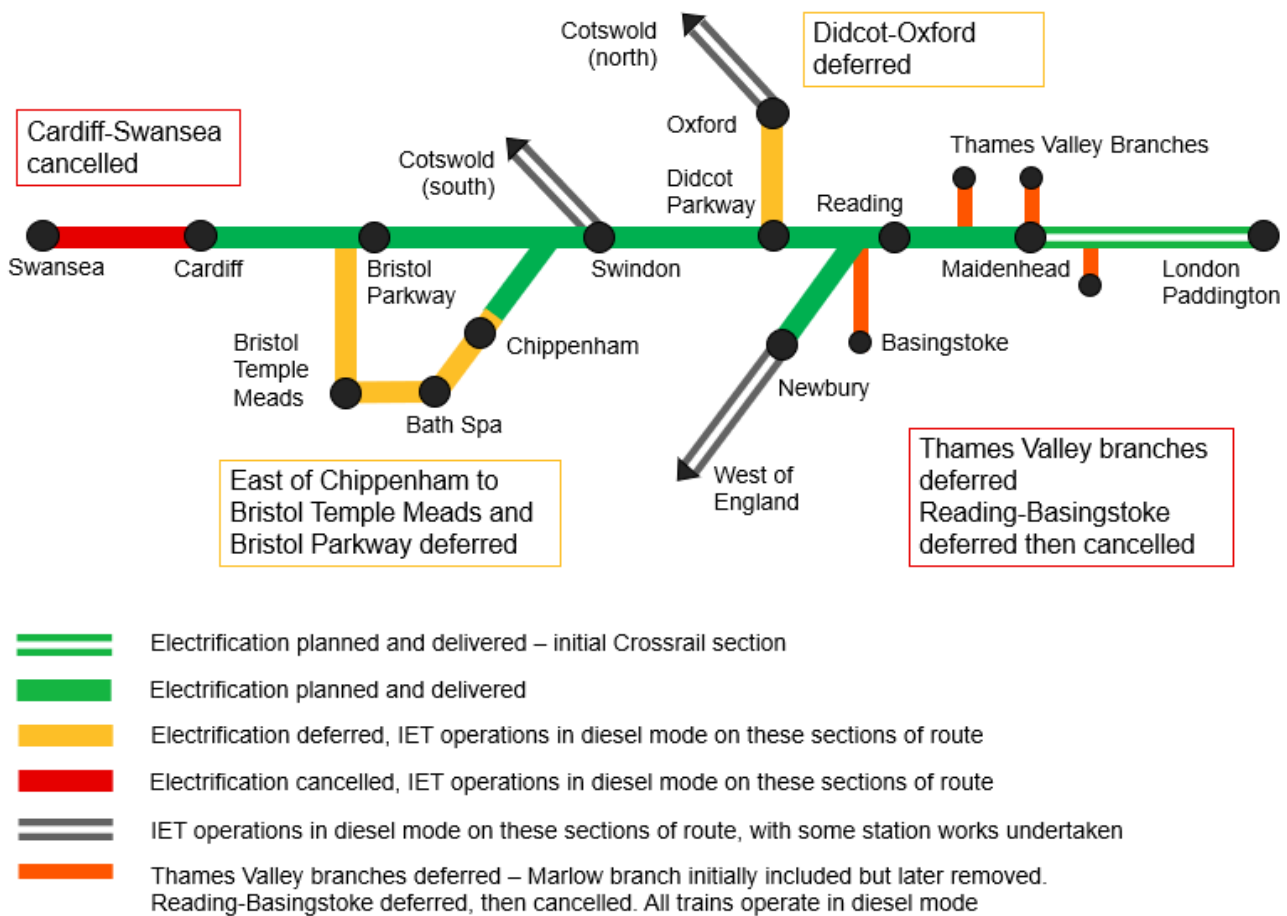 Cotswold
(north)
Didcot-Oxford
deferred
Cardiff-Swansea
cancelled
Cotswold
(south)
Oxford
Thames Valley Branches
Didcot
Parkway
Reading
Swansea
Cardiff
Bristol
Parkway
Swindon
Maidenhead
London
Paddington
Bristol
Temple
Meads
Chippenham
Basingstoke
Newbury
Bath Spa
West of
England
East of Chippenham to
Bristol Temple Meads and
Bristol Parkway deferred
Thames Valley branches
deferred
Reading-Basingstoke
deferred then cancelled
Electrification planned and delivered – initial Crossrail section
Electrification planned and delivered
Electrification deferred, IET operations in diesel mode on these sections of route
Electrification cancelled, IET operations in diesel mode on these sections of route
IET operations in diesel mode on these sections of route, with some station works undertaken
Thames Valley branches deferred – Marlow branch initially included but later removed.
Reading-Basingstoke deferred, then cancelled. All trains operate in diesel mode